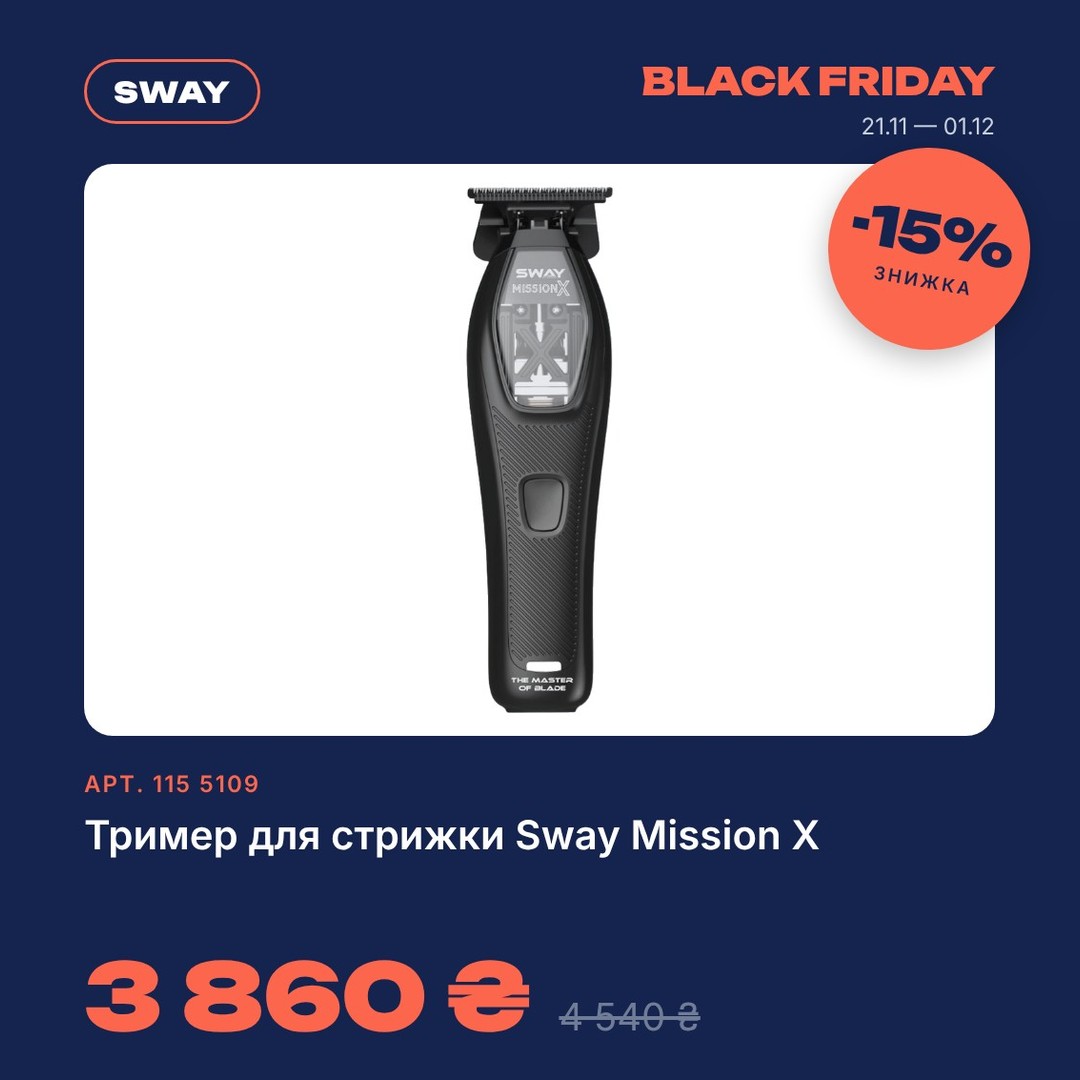 SWAY
BLACK FRIDAY
21.11 — 01.12
-15%
ЗНИЖКА
SWAY
MISSION X
THE MASTER
OF BLADE
АРТ. 115 5109
Тример для стрижки Sway Mission X
3 860 ₴ 4 540 ₴